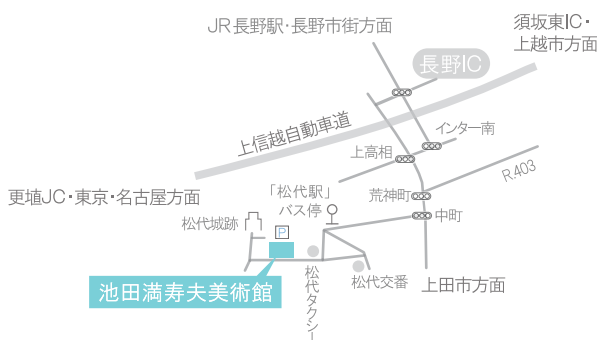 JR長野駅・長野市街方面
須坂東IC・
上越市方面
長野IC
上信越自動車道
インター南
上高相
R.403
更埴JC・東京・名古屋方面
「松代駅」
バス停
荒神町
中町
松代城跡
P
池田満寿夫美術館
松代タクシー
松代交番
上田市方面